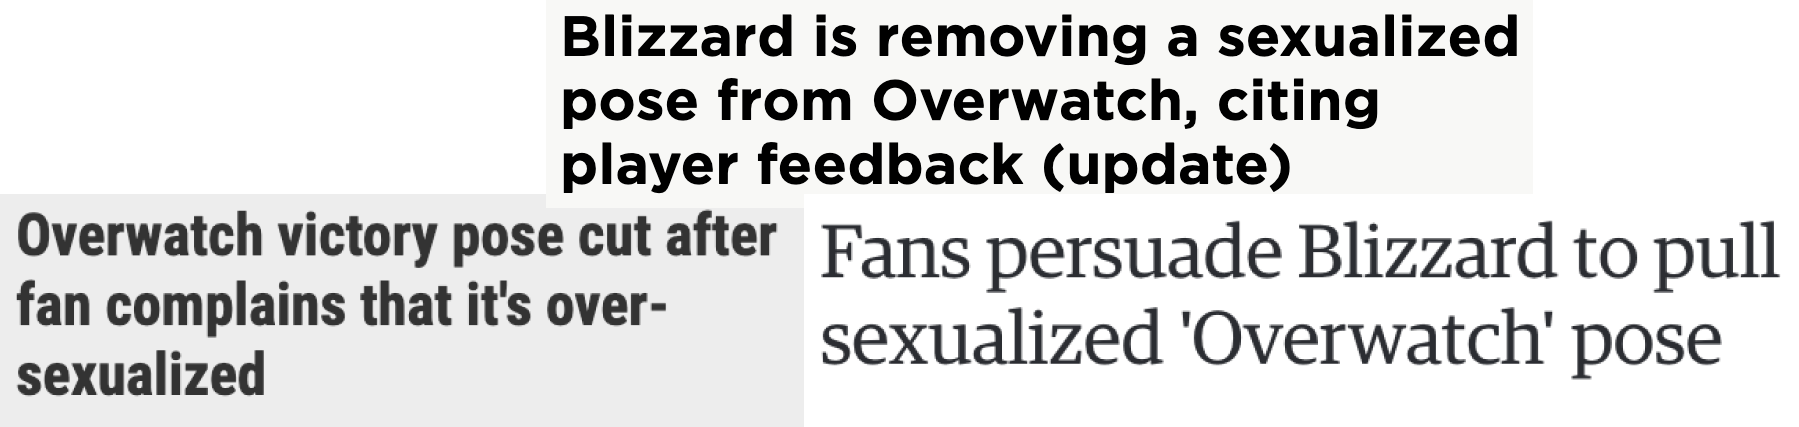 Blizzard is removing a sexualized
pose from Overwatch, citing
player feedback (update)
Overwatch victory pose cut after
fan complains that it's over-
sexualized
Fans persuade Blizzard to pull
sexualized 'Overwatch' pose